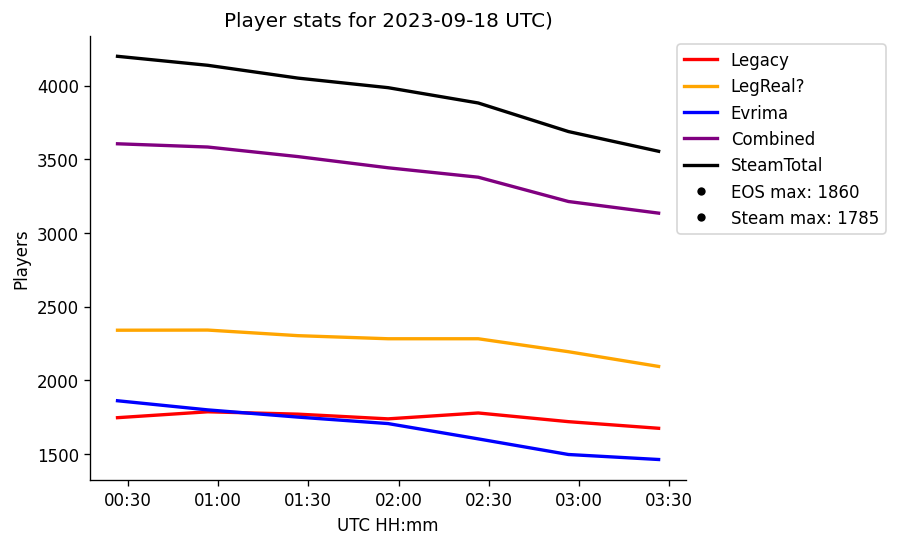 Player stats for 2023-09-18 UTC)
Legacy
LegReal?
Evrima
Combined
SteamTotal
EOS max: 1860
Steam max: 1785
Players
4000
3500
3000
2500
2000
1500
00:30 01:00 01:30 02:00 02:30 03:00 03:30
UTC HH:mm